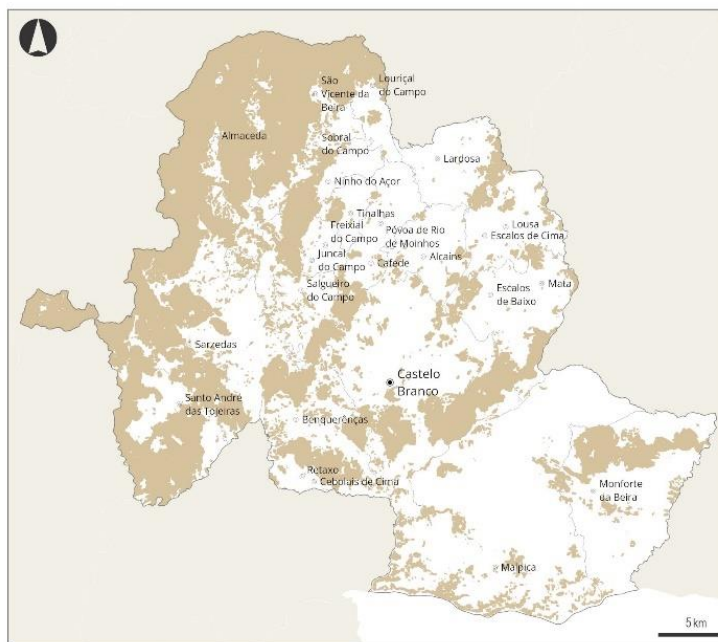 São
Vicente da
Beira
Louriçal
do Campo
Almaceda
Sobral
do Campo
Lardosa
Ninho do Açor
Tinalhas
Freixial
do Campo
Póvoa de Rio
de Moinhos
Lousa
Escalos de Cima
Juncal
do Campo
Cafede
Alcains
Salgueiro
do Campo
Escalos
de Baixo
Mata
Sarzedas
Castelo
Branco
Santo André
das Tojeiras
Benquerenças
Retaxo
Cebolais de Cima
Monforte
da Beira
Malpica
5 km